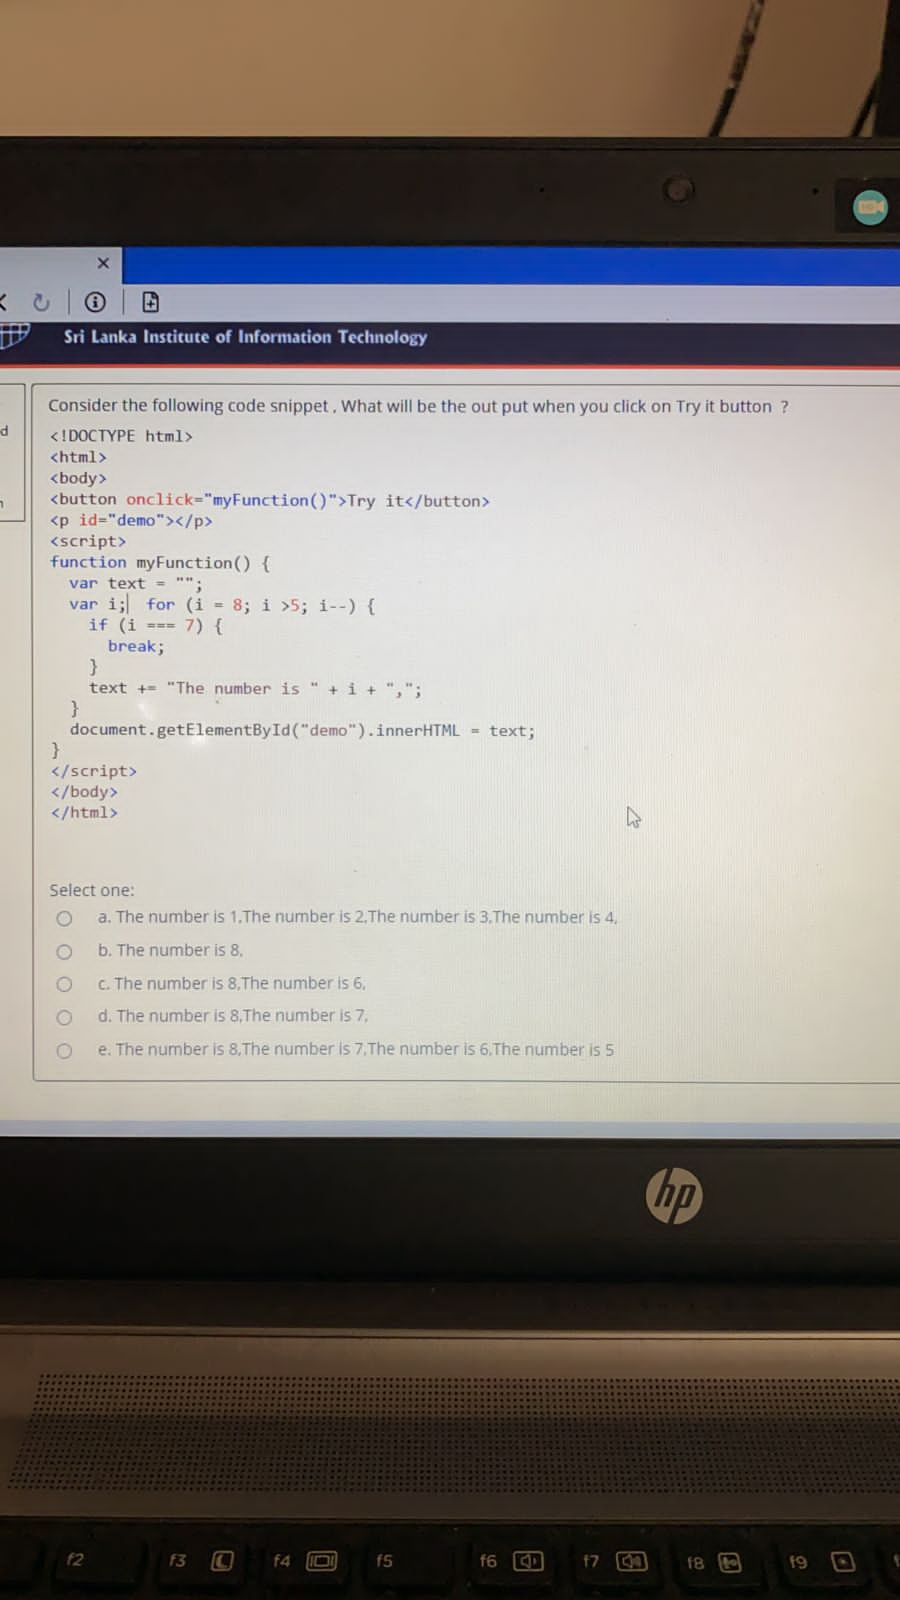 Sri Lanka Institute of Information Technology
d
Consider the following code snippet , What will be the out put when you click on Try it button ?
<!DOCTYPE html>
<html>
<body>
<button onclick="myFunction()">Try it</button>
<p id="demo"></p>
<script>
function myFunction() {
var text = "";
var i; for (i = 8; i >5; i--) {
if (i === 7) {
break;
}
text += "The number is " + i + ",";
}
document.getElementById("demo").innerHTML = text;
}
</script>
</body>
</html>
Select one:
a. The number is 1,The number is 2,The number is 3,The number is 4,
b. The number is 8,
c. The number is 8,The number is 6,
d. The number is 8,The number is 7,
e. The number is 8,The number is 7,The number is 6,The number is 5
hp
f2 f3 f4 f5 f6 f7 f8 f9